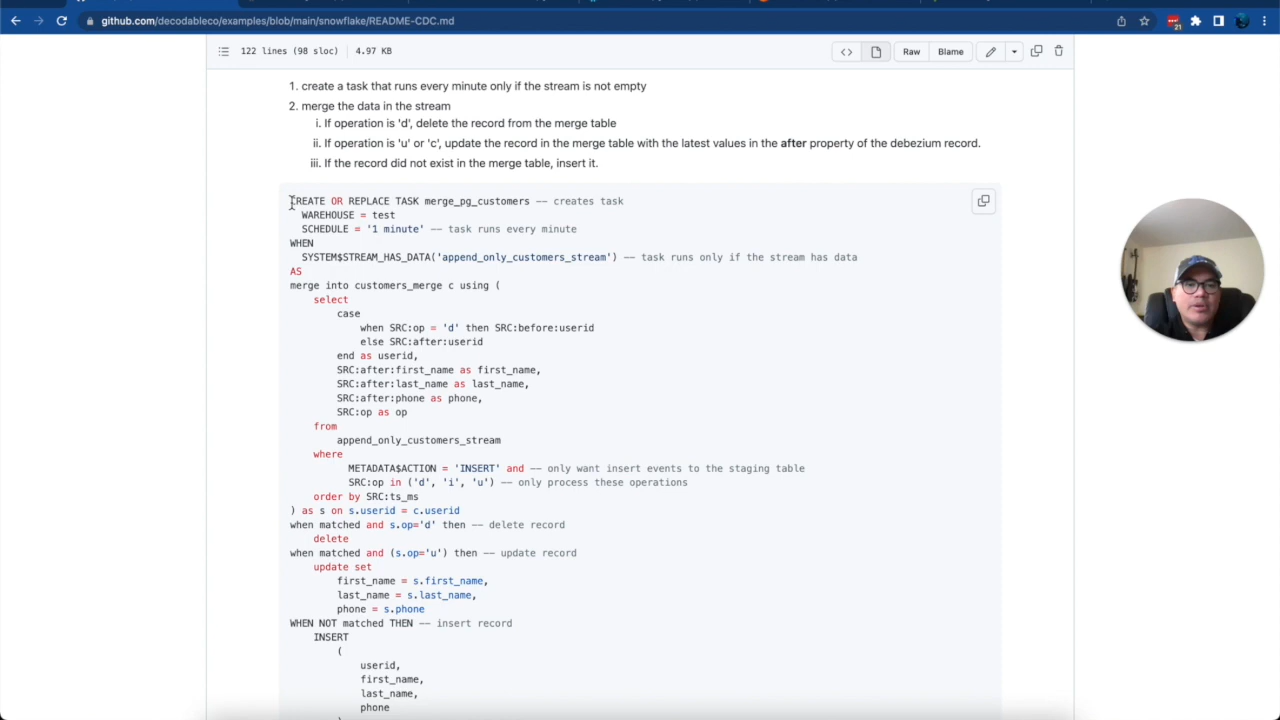 github.com/decodableco/examples/blob/main/snowflake/README-CDC.md
21
122 lines (98 sloc) 4.97 KB
Raw
Blame
1. create a task that runs every minute only if the stream is not empty
2. merge the data in the stream
i. If operation is 'd', delete the record from the merge table
ii. If operation is 'u' or 'c', update the record in the merge table with the latest values in the after property of the debezium record.
iii. If the record did not exist in the merge table, insert it.
CREATE OR REPLACE TASK merge_pg_customers -- creates task
WAREHOUSE = test
SCHEDULE = '1 minute' -- task runs every minute
WHEN
SYSTEM$STREAM_HAS_DATA('append_only_customers_stream') -- task runs only if the stream has data
AS
merge into customers_merge c using (
select
case
when SRC:op = 'd' then SRC:before:userid
else SRC:after:userid
end as userid,
SRC:after:first_name as first_name,
SRC:after:last_name as last_name,
SRC:after:phone as phone,
SRC:op as op
from
append_only_customers_stream
where
METADATA$ACTION = 'INSERT' and -- only want insert events to the staging table
SRC:op in ('d', 'i', 'u') -- only process these operations
order by SRC:ts_ms
) as s on s.userid = c.userid
when matched and s.op='d' then -- delete record
delete
when matched and (s.op='u') then -- update record
update set
first_name = s.first_name,
last_name = s.last_name,
phone = s.phone
WHEN NOT matched THEN -- insert record
INSERT
(
userid,
first_name,
last_name,
phone
)